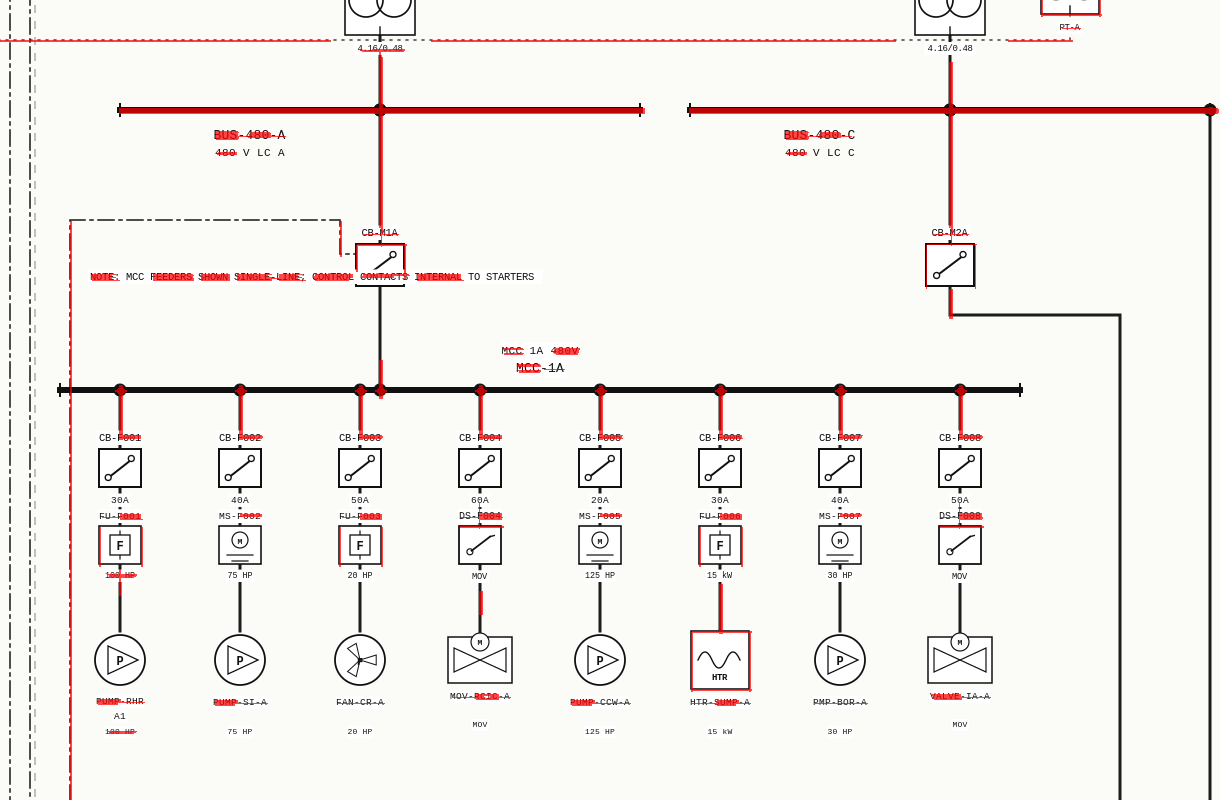 PT-A
4.16/0.48
4.16/0.48
BUS-480-A
480 V LC A
BUS-480-C
480 V LC C
CB-M1A
CB-M2A
NOTE: MCC FEEDERS SHOWN SINGLE-LINE; CONTROL CONTACTS INTERNAL TO STARTERS
MCC 1A 480V
MCC-1A
CB-F001 CB-F002 CB-F003 CB-F004 CB-F005 CB-F006 CB-F007 CB-F008
30A 40A 50A 60A 20A 30A 40A 50A
FU-F001 MS-F002 FU-F003 DS-F004 MS-F005 FU-F006 MS-F007 DS-F008
F M F M F M
100 HP 75 HP 20 HP MOV 125 HP 15 kW 30 HP MOV
M M
P P P P
HTR
PUMP-RHR PUMP-SI-A FAN-CR-A MOV-RCIC-A PUMP-CCW-A HTR-SUMP-A PMP-BOR-A VALVE-IA-A
A1
MOV MOV
100 HP 75 HP 20 HP 125 HP 15 kW 30 HP